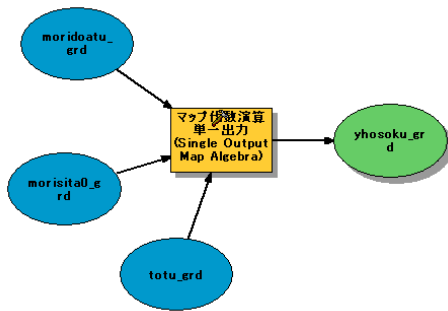 moridoatu_
grd
マップ代数演算
単一出力
(Single Output
Map Algebra)
yhosoku_gr
d
morisita0_g
rd
totu_grd